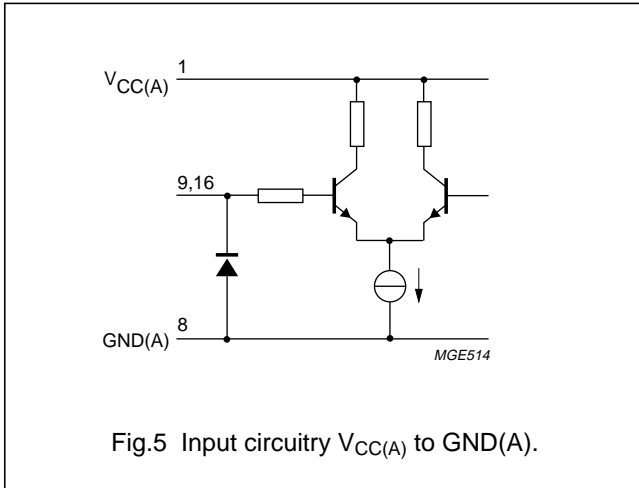 1
VCC(A)
9,16
8
GND(A)
MGE514
Fig.5 Input circuitry VCC(A) to GND(A).